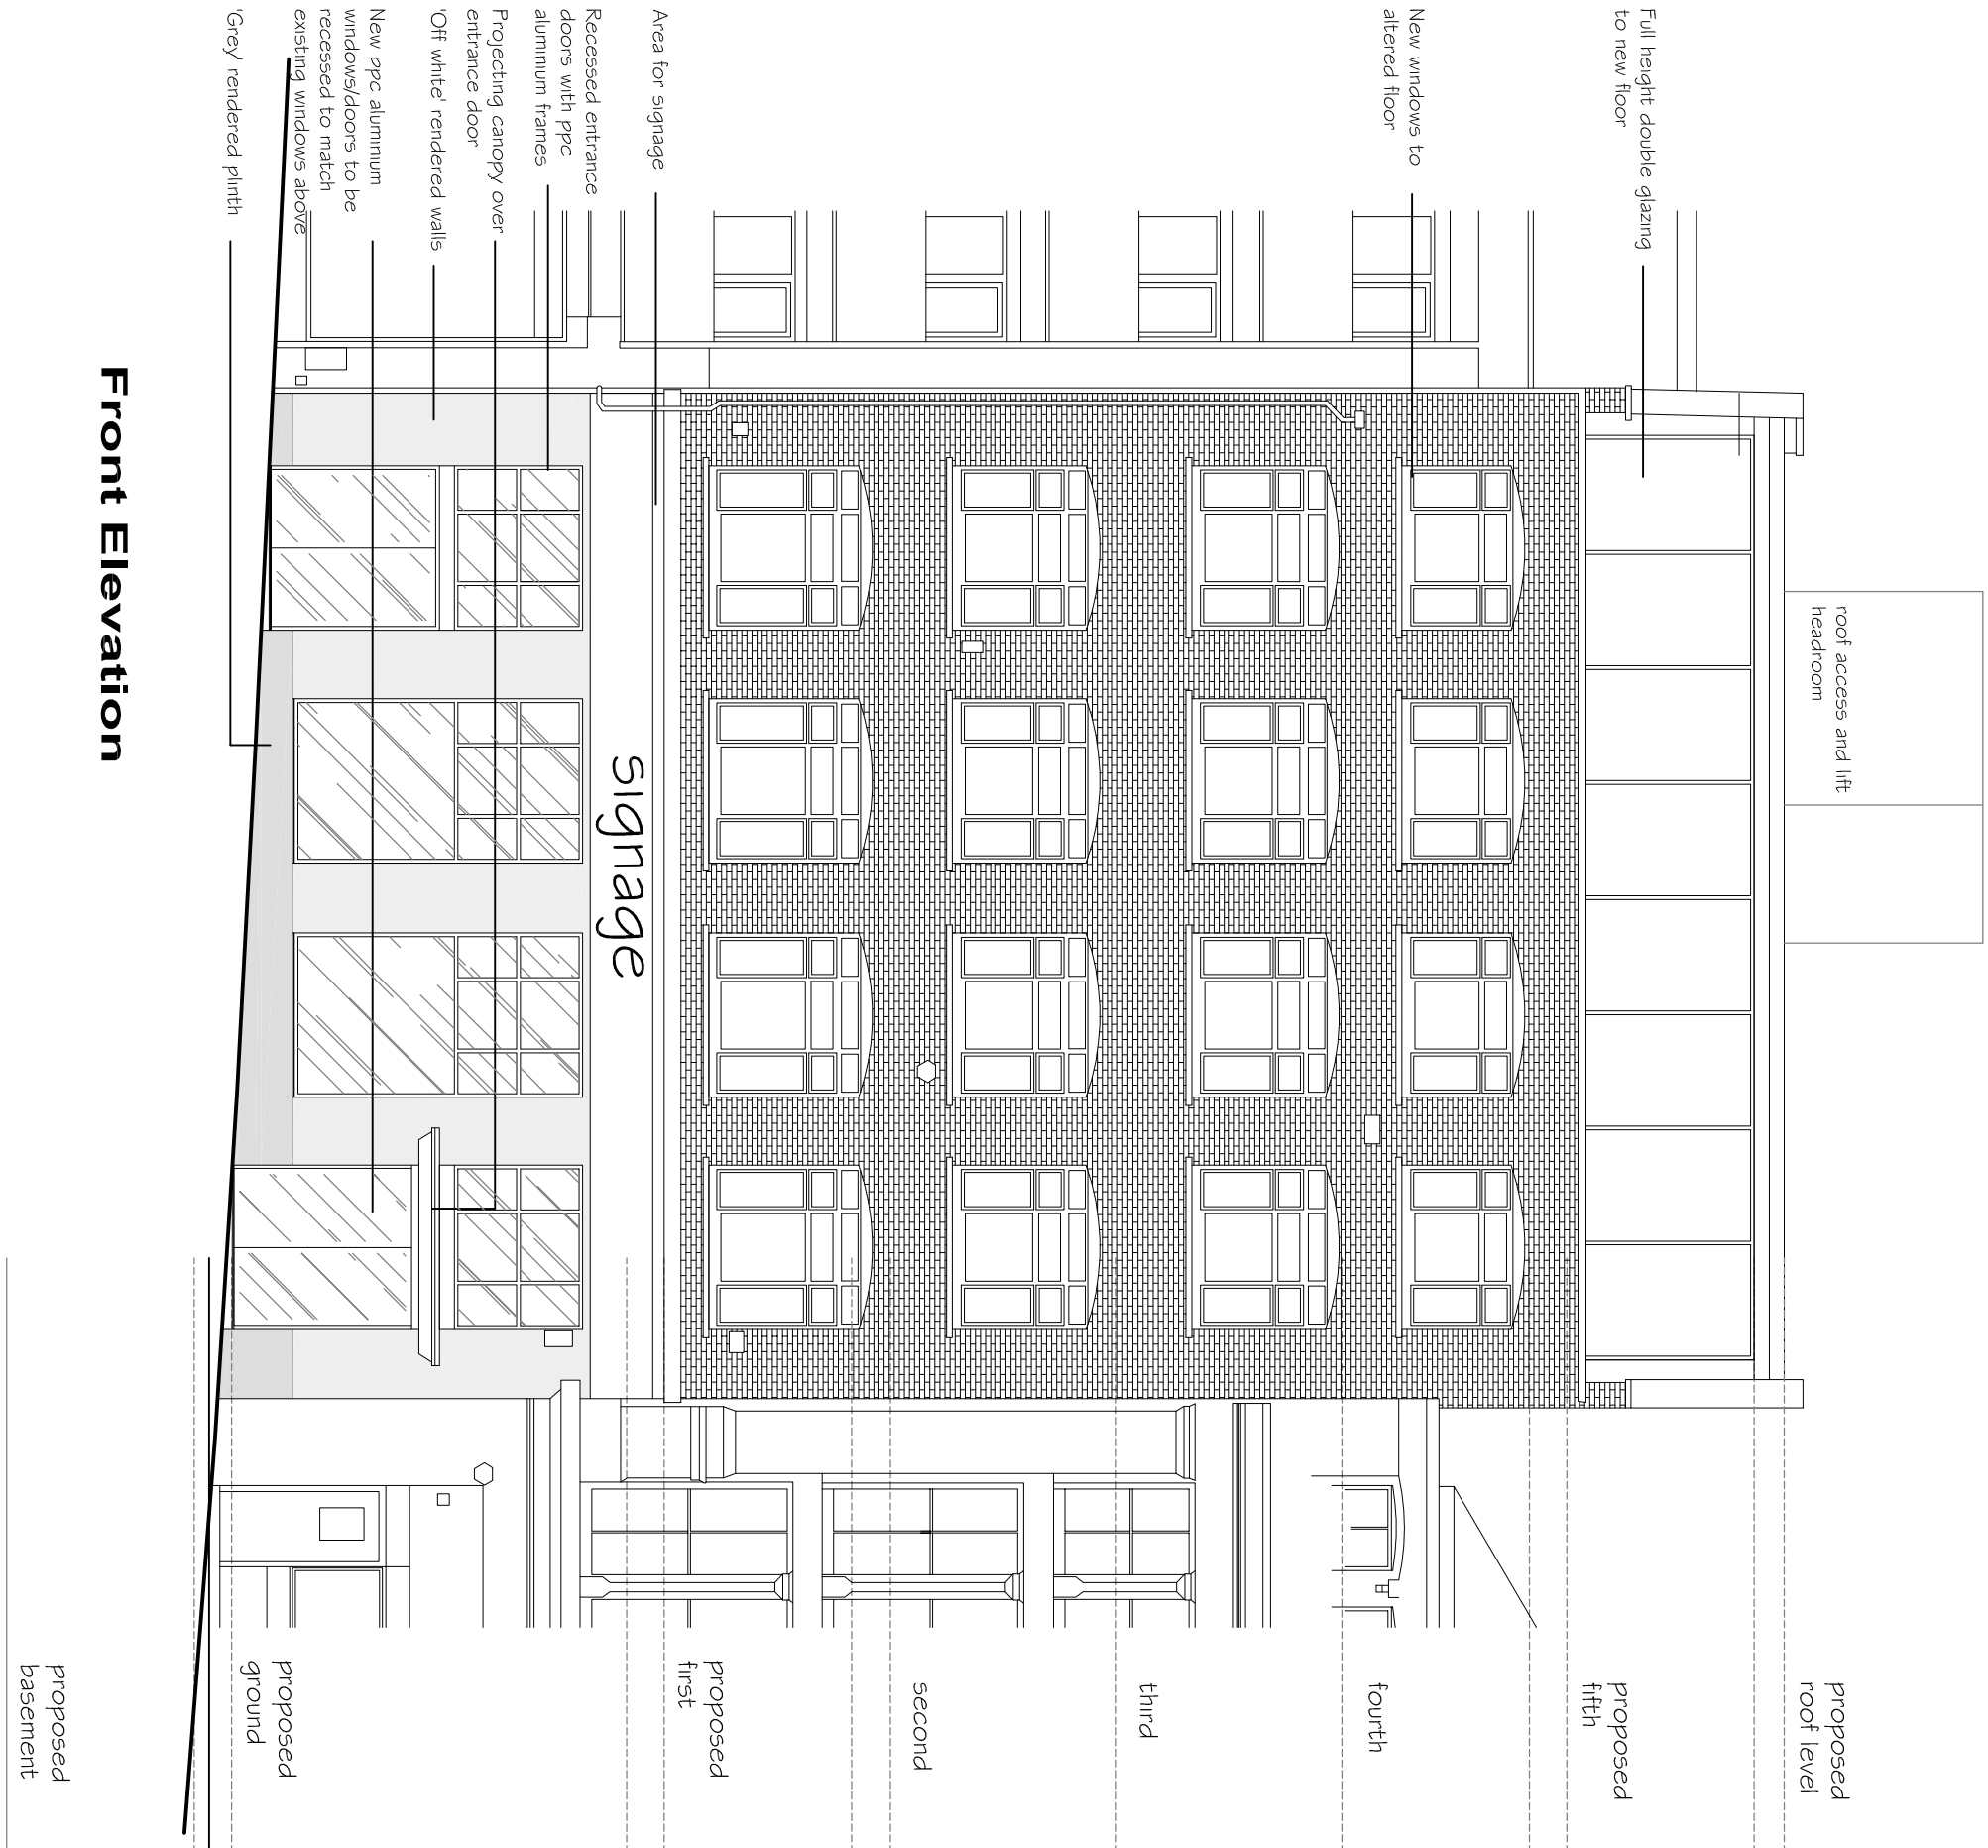 Full height double glazing
to new floor
New windows to
altered floor
Area for signage
Recessed entrance
doors with ppc
aluminium frames
Projecting canopy over
entrance door
'Off white' rendered walls
New ppc aluminium
windows/doors to be
recessed to match
existing windows above
'Grey' rendered plinth
roof access and lift
headroom
signage
proposed
roof level
proposed
fifth
fourth
third
second
proposed
first
proposed
ground
proposed
basement
Front Elevation